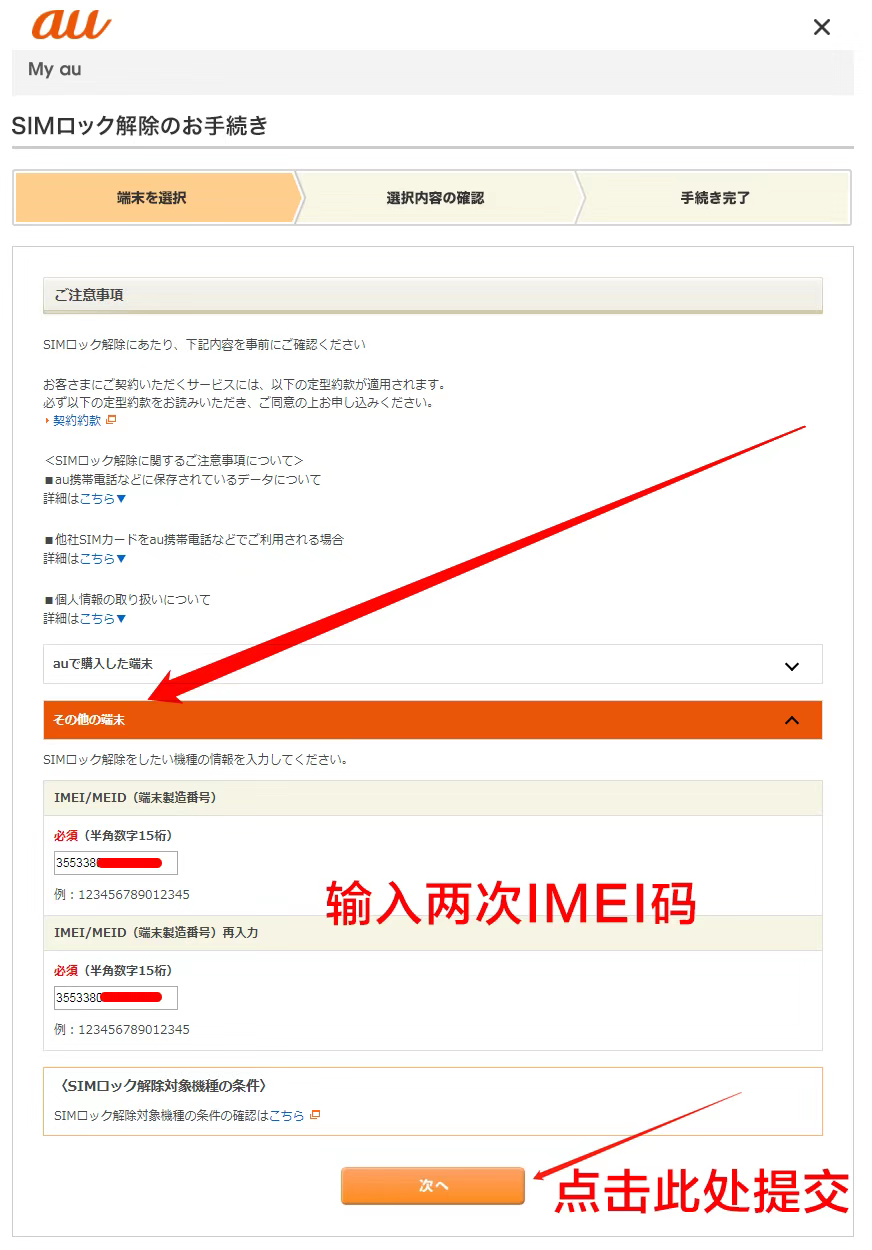 au
My au
SIMロック解除のお手続き
端末を選択
選択内容の確認
手続き完了
ご注意事項
SIMロック解除にあたり、下記内容を事前にご確認ください
お客さまにご契約いただくサービスには、以下の定型約款が適用されます。
必ず以下の定型約款をお読みいただき、ご同意の上お申し込みください。
契約約款
＜SIMロック解除に関するご注意事項について＞
■au携帯電話などに保存されているデータについて
詳細はこちら▼
■他社SIMカードをau携帯電話などでご利用される場合
詳細はこちら▼
■個人情報の取り扱いについて
詳細はこちら▼
auで購入した端末
その他の端末
SIMロック解除をしたい機種の情報を入力してください。
IMEI/MEID（端末製造番号）
必須（半角数字15桁）
355338
例：123456789012345
输入两次IMEI码
IMEI/MEID（端末製造番号）再入力
必須（半角数字15桁）
3553380
例：123456789012345
〈SIMロック解除対象機種の条件〉
SIMロック解除対象機種の条件の確認はこちら
次へ
点击此处提交